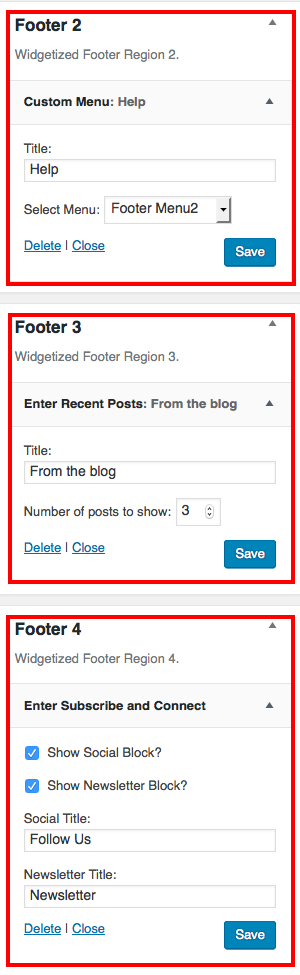 Footer 2
Widgetized Footer Region 2.
Custom Menu: Help
Title:
Help
Select Menu: Footer Menu2
Delete | Close Save
Footer 3
Widgetized Footer Region 3.
Enter Recent Posts: From the blog
Title:
From the blog
Number of posts to show: 3
Delete | Close Save
Footer 4
Widgetized Footer Region 4.
Enter Subscribe and Connect
Show Social Block?
Show Newsletter Block?
Social Title:
Follow Us
Newsletter Title:
Newsletter
Delete | Close Save